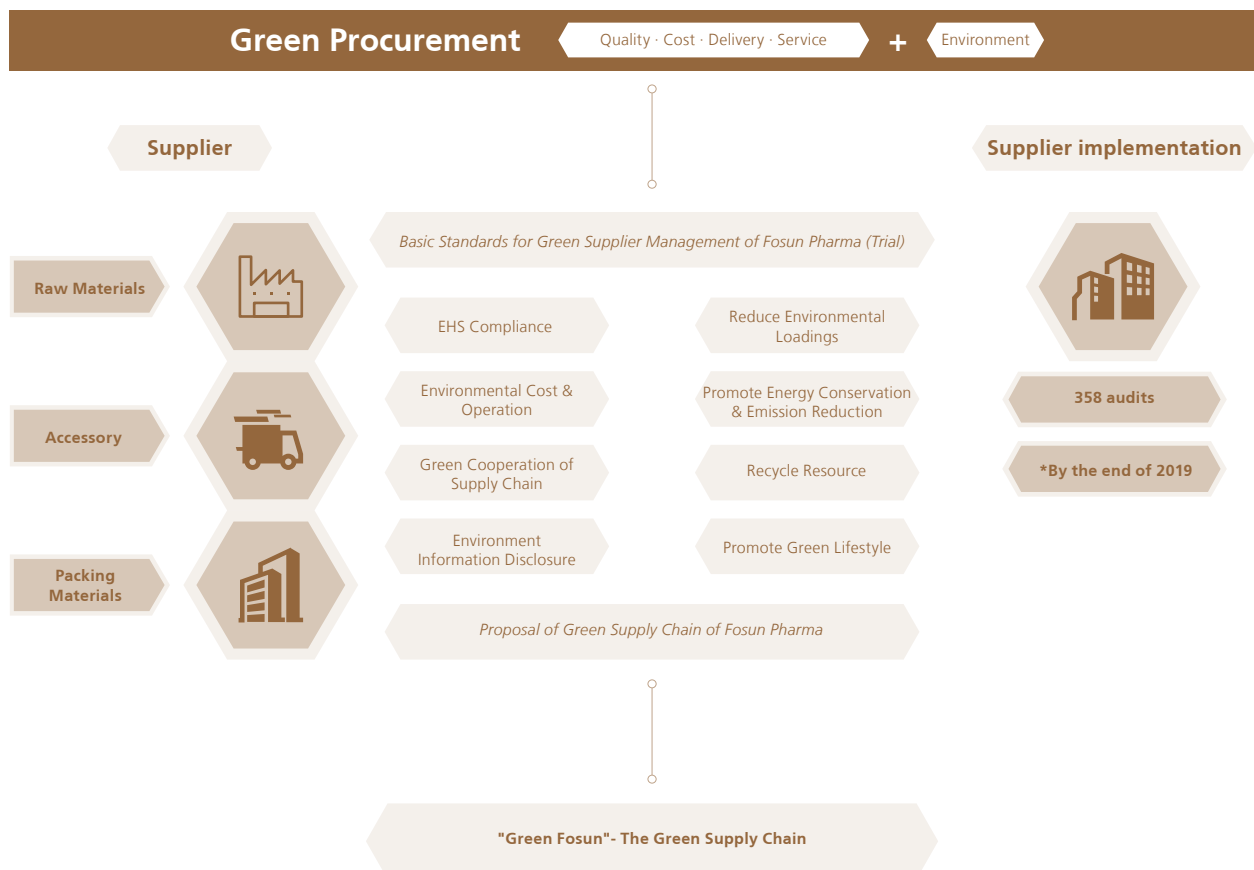 Green Procurement
Quality · Cost · Delivery · Service
+
Environment
Supplier
Supplier implementation
Basic Standards for Green Supplier Management of Fosun Pharma (Trial)
Raw Materials
EHS Compliance
Reduce Environmental
Loadings
Environmental Cost &
Operation
Promote Energy Conservation
& Emission Reduction
358 audits
Accessory
Green Cooperation of
Supply Chain
Recycle Resource
*By the end of 2019
Environment
Information Disclosure
Promote Green Lifestyle
Packing
Materials
Proposal of Green Supply Chain of Fosun Pharma
"Green Fosun"- The Green Supply Chain